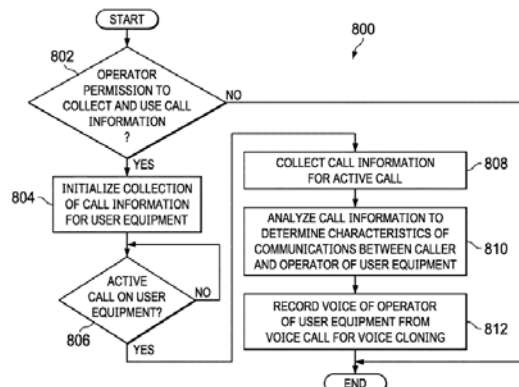 START
800
802
OPERATOR
PERMISSION TO
COLLECT AND USE CALL
INFORMATION
?
NO
YES
804
INITIALIZE COLLECTION
OF CALL INFORMATION
FOR USER EQUIPMENT
ACTIVE
CALL ON USER
EQUIPMENT?
NO
806
YES
COLLECT CALL INFORMATION
FOR ACTIVE CALL
808
ANALYZE CALL INFORMATION TO
DETERMINE CHARACTERISTICS OF
COMMUNICATIONS BETWEEN CALLER
AND OPERATOR OF USER EQUIPMENT
810
RECORD VOICE OF OPERATOR
OF USER EQUIPMENT FROM
VOICE CALL FOR VOICE CLONING
812
END